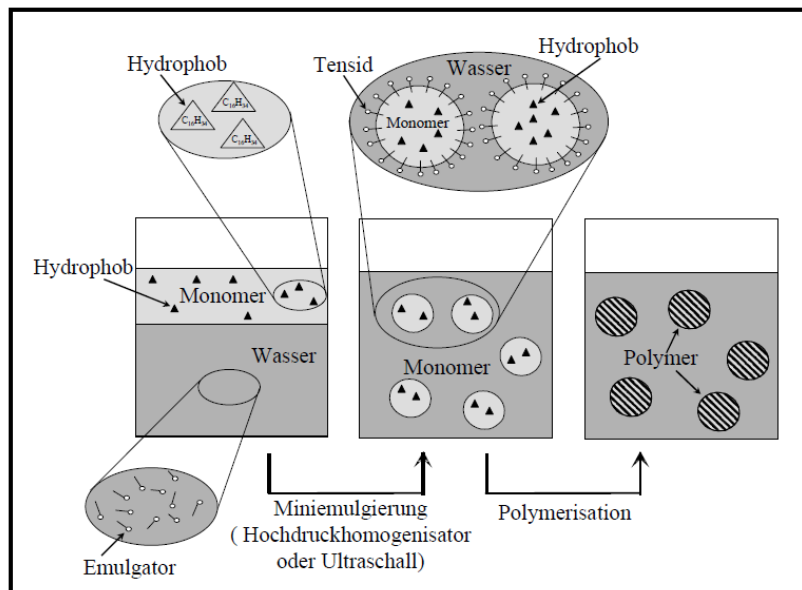 Hydrophob
C16H34
C16H34
C16H34
Tensid
Wasser
Hydrophob
Monomer
Hydrophob
Monomer
Wasser
Monomer
Polymer
Emulgator
Miniemulgierung
( Hochdruckhomogenisator
oder Ultraschall)
Polymerisation